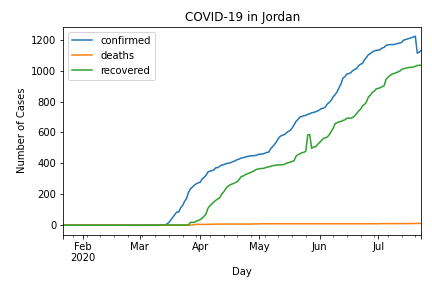 COVID-19 in Jordan
confirmed
deaths
recovered
Number of Cases
1200
1000
800
600
400
200
0
Feb Mar Apr May Jun Jul
2020
Day